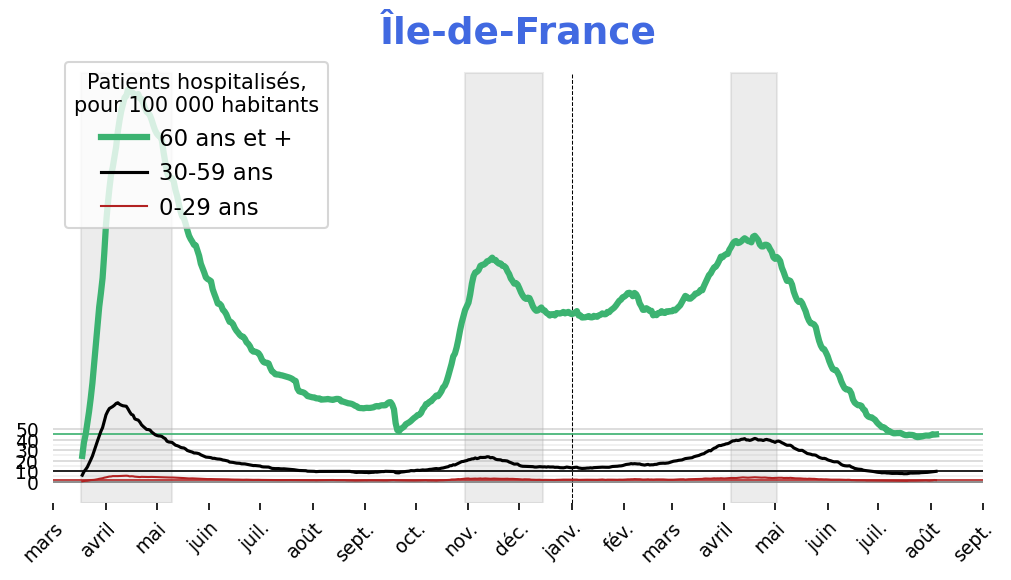 Île-de-France
Patients hospitalisés,
pour 100 000 habitants
60 ans et +
30-59 ans
0-29 ans
50
40
30
20
10
0
mars avril mai juin juil. août sept. oct. nov. déc. janv. fév. mars avril mai juin juil. août sept.